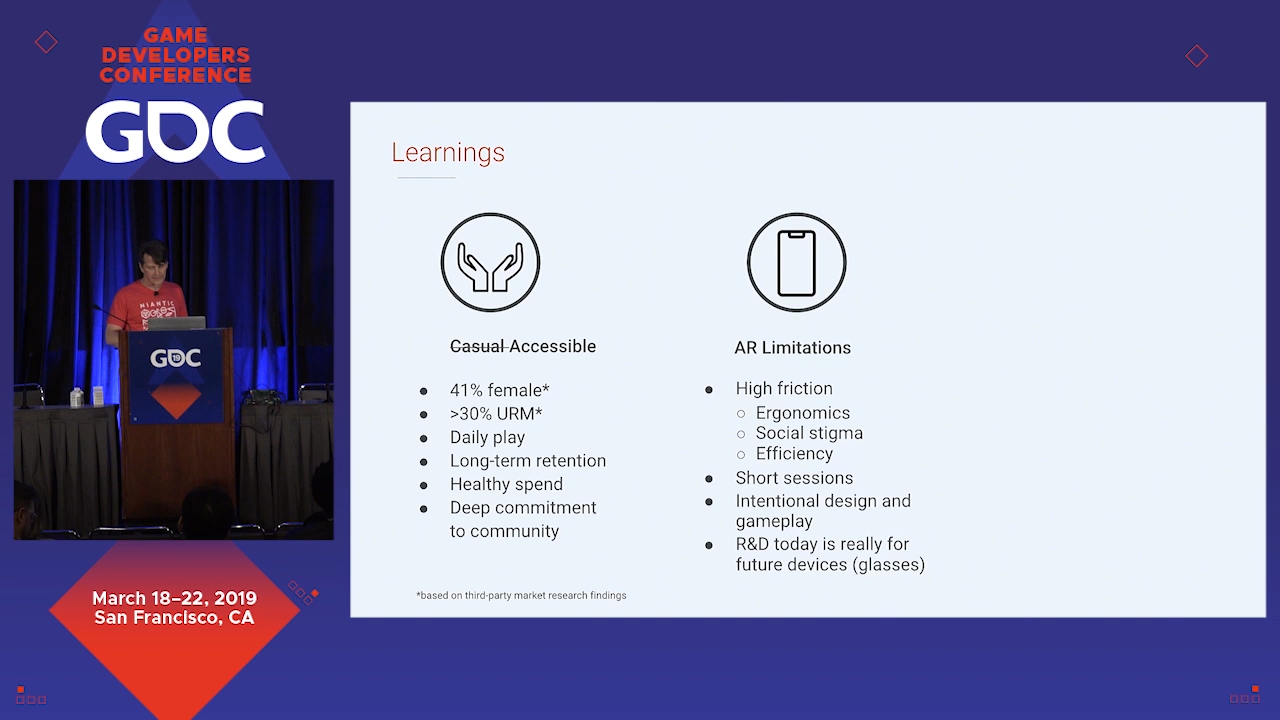 GAME
DEVELOPERS
CONFERENCE
GDC
NIANTIC
GDC
19
March 18–22, 2019
San Francisco, CA
Learnings
Casual Accessible
41% female*
>30% URM*
Daily play
Long-term retention
Healthy spend
Deep commitment
to community
*based on third-party market research findings
AR Limitations
High friction
Ergonomics
Social stigma
Efficiency
Short sessions
Intentional design and
gameplay
R&D today is really for
future devices (glasses)